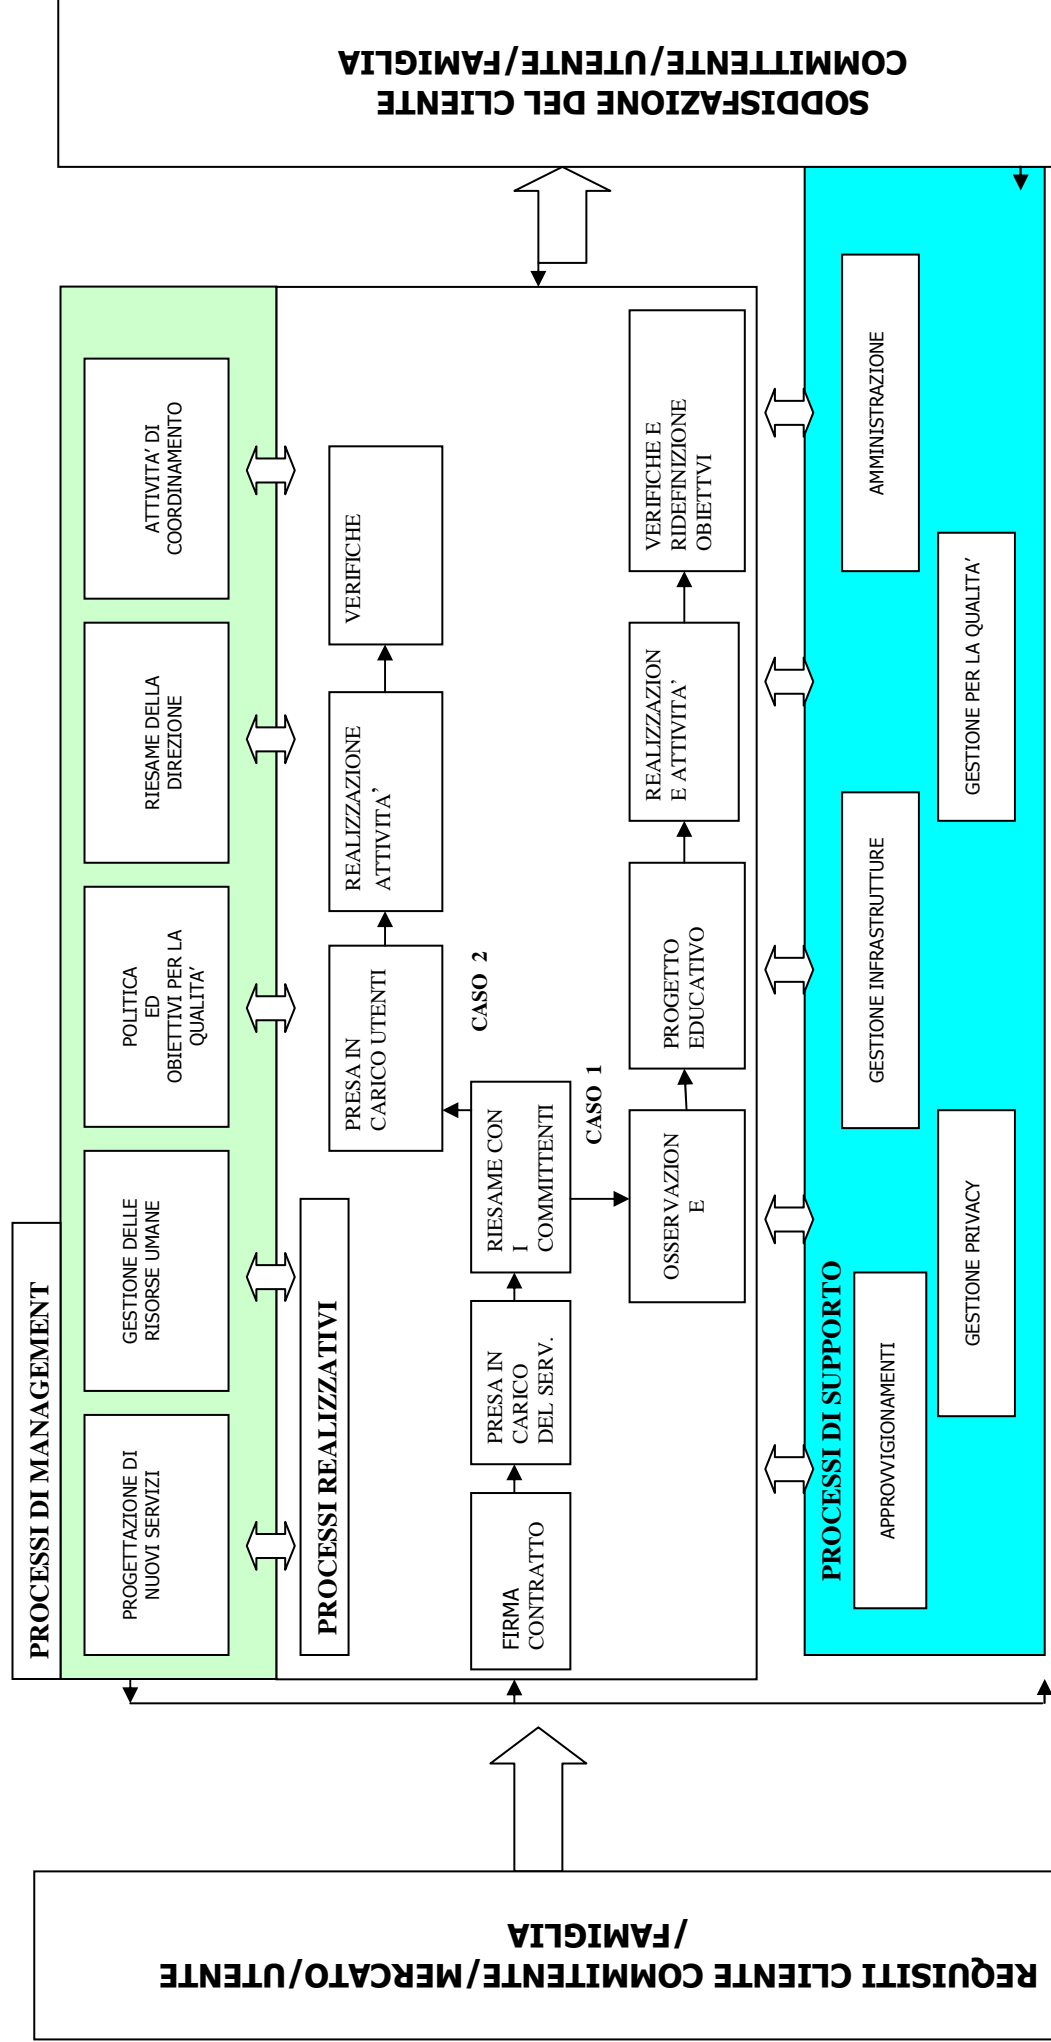 REQUISITI CLIENTE COMMITENTE/MERCATO/UTENTE
/FAMIGLIA
PROCESSI DI MANAGEMENT
PROGETTAZIONE DI
NUOVI SERVIZI
GESTIONE DELLE
RISORSE UMANE
POLITICA
ED
OBIETTIVI PER LA
QUALITA’
RIESAME DELLA
DIREZIONE
ATTIVITA’ DI
COORDINAMENTO
PROCESSI REALIZZATIVI
FIRMA
CONTRATTO
PRESA IN
CARICO
DEL SERV.
RIESAME CON
I
COMMITTENTI
CASO 2
PRESA IN
CARICO UTENTI
REALIZZAZIONE
ATTIVITA’
VERIFICHE
CASO 1
OSSERVAZION
E
PROGETTO
EDUCATIVO
REALIZZAZION
E ATTIVITA’
VERIFICHE E
RIDEFINIZIONE
OBIETTVI
PROCESSI DI SUPPORTO
APPROVVIGIONAMENTI
GESTIONE PRIVACY
GESTIONE INFRASTRUTTURE
GESTIONE PER LA QUALITA’
AMMINISTRAZIONE
SODDISFAZIONE DEL CLIENTE
COMMITTENTE/UTENTE/FAMIGLIA